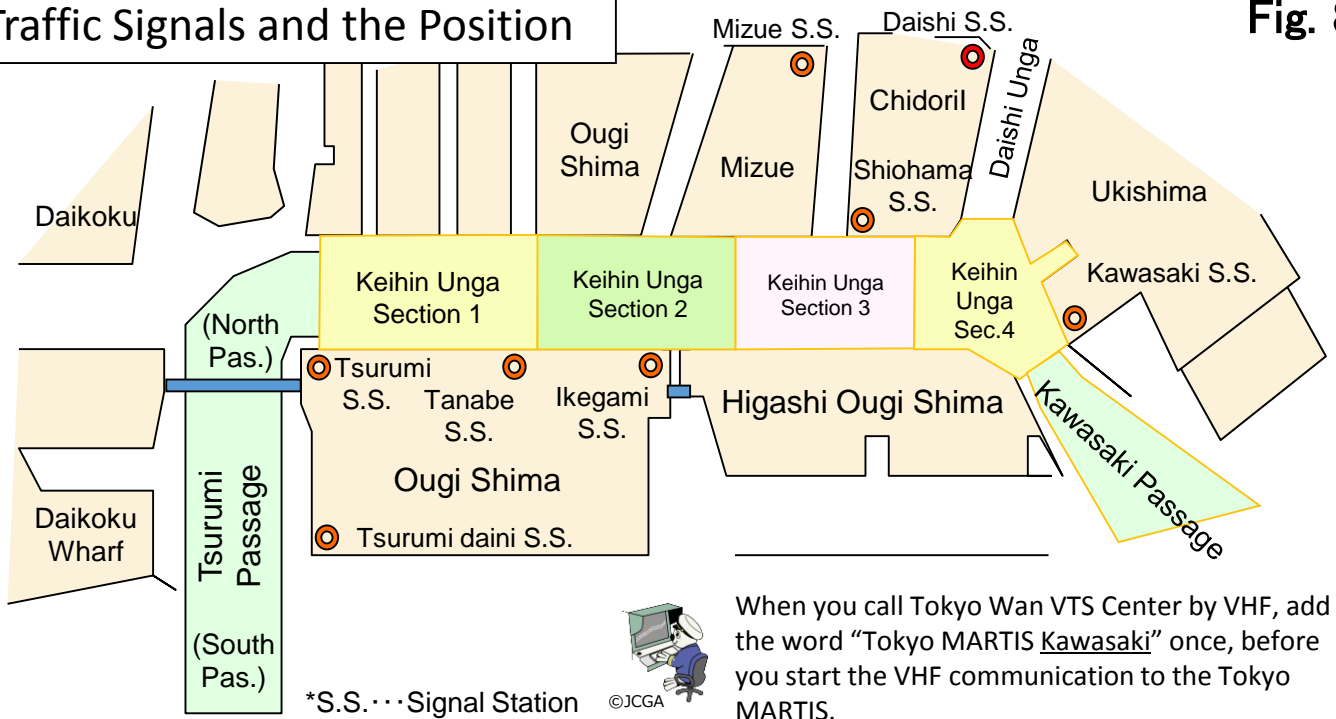 Traffic Signals and the Position
Fig. 8
Mizue S.S.
Daishi S.S.
Daishi Unga
Chidoril
Ougi
Shima
Mizue
Shiohama
S.S.
Ukishima
Daikoku
Keihin Unga
Section 1
Keihin Unga
Section 2
Keihin Unga
Section 3
Keihin
Unga
Sec.4
Kawasaki S.S.
(North
Pas.)
Tsurumi
S.S.
Tanabe
S.S.
Ikegami
S.S.
Higashi Ougi Shima
Kawasaki Passage
Ougi Shima
Daikoku
Wharf
Tsurumi
Passage
Tsurumi daini S.S.
(South
Pas.)
*S.S.···Signal Station
©JCGA
When you call Tokyo Wan VTS Center by VHF, add
the word “Tokyo MARTIS Kawasaki” once, before
you start the VHF communication to the Tokyo
MARTIS.